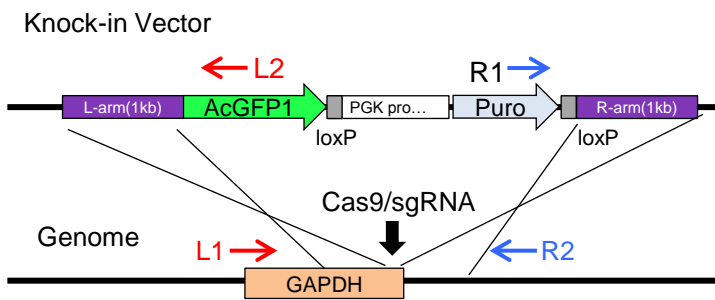 Knock-in Vector
L2
R1
L-arm(1kb)
AcGFP1
PGK pro…
Puro
R-arm(1kb)
loxP
loxP
Cas9/sgRNA
Genome
L1
R2
GAPDH